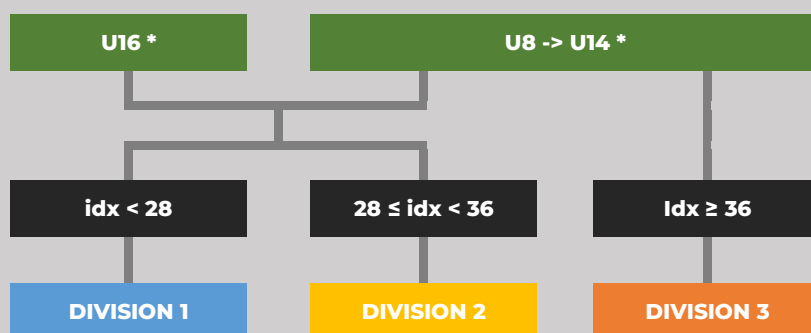 U16 *
U8 -> U14 *
idx < 28
28 ≤ idx < 36
Idx ≥ 36
DIVISION 1
DIVISION 2
DIVISION 3